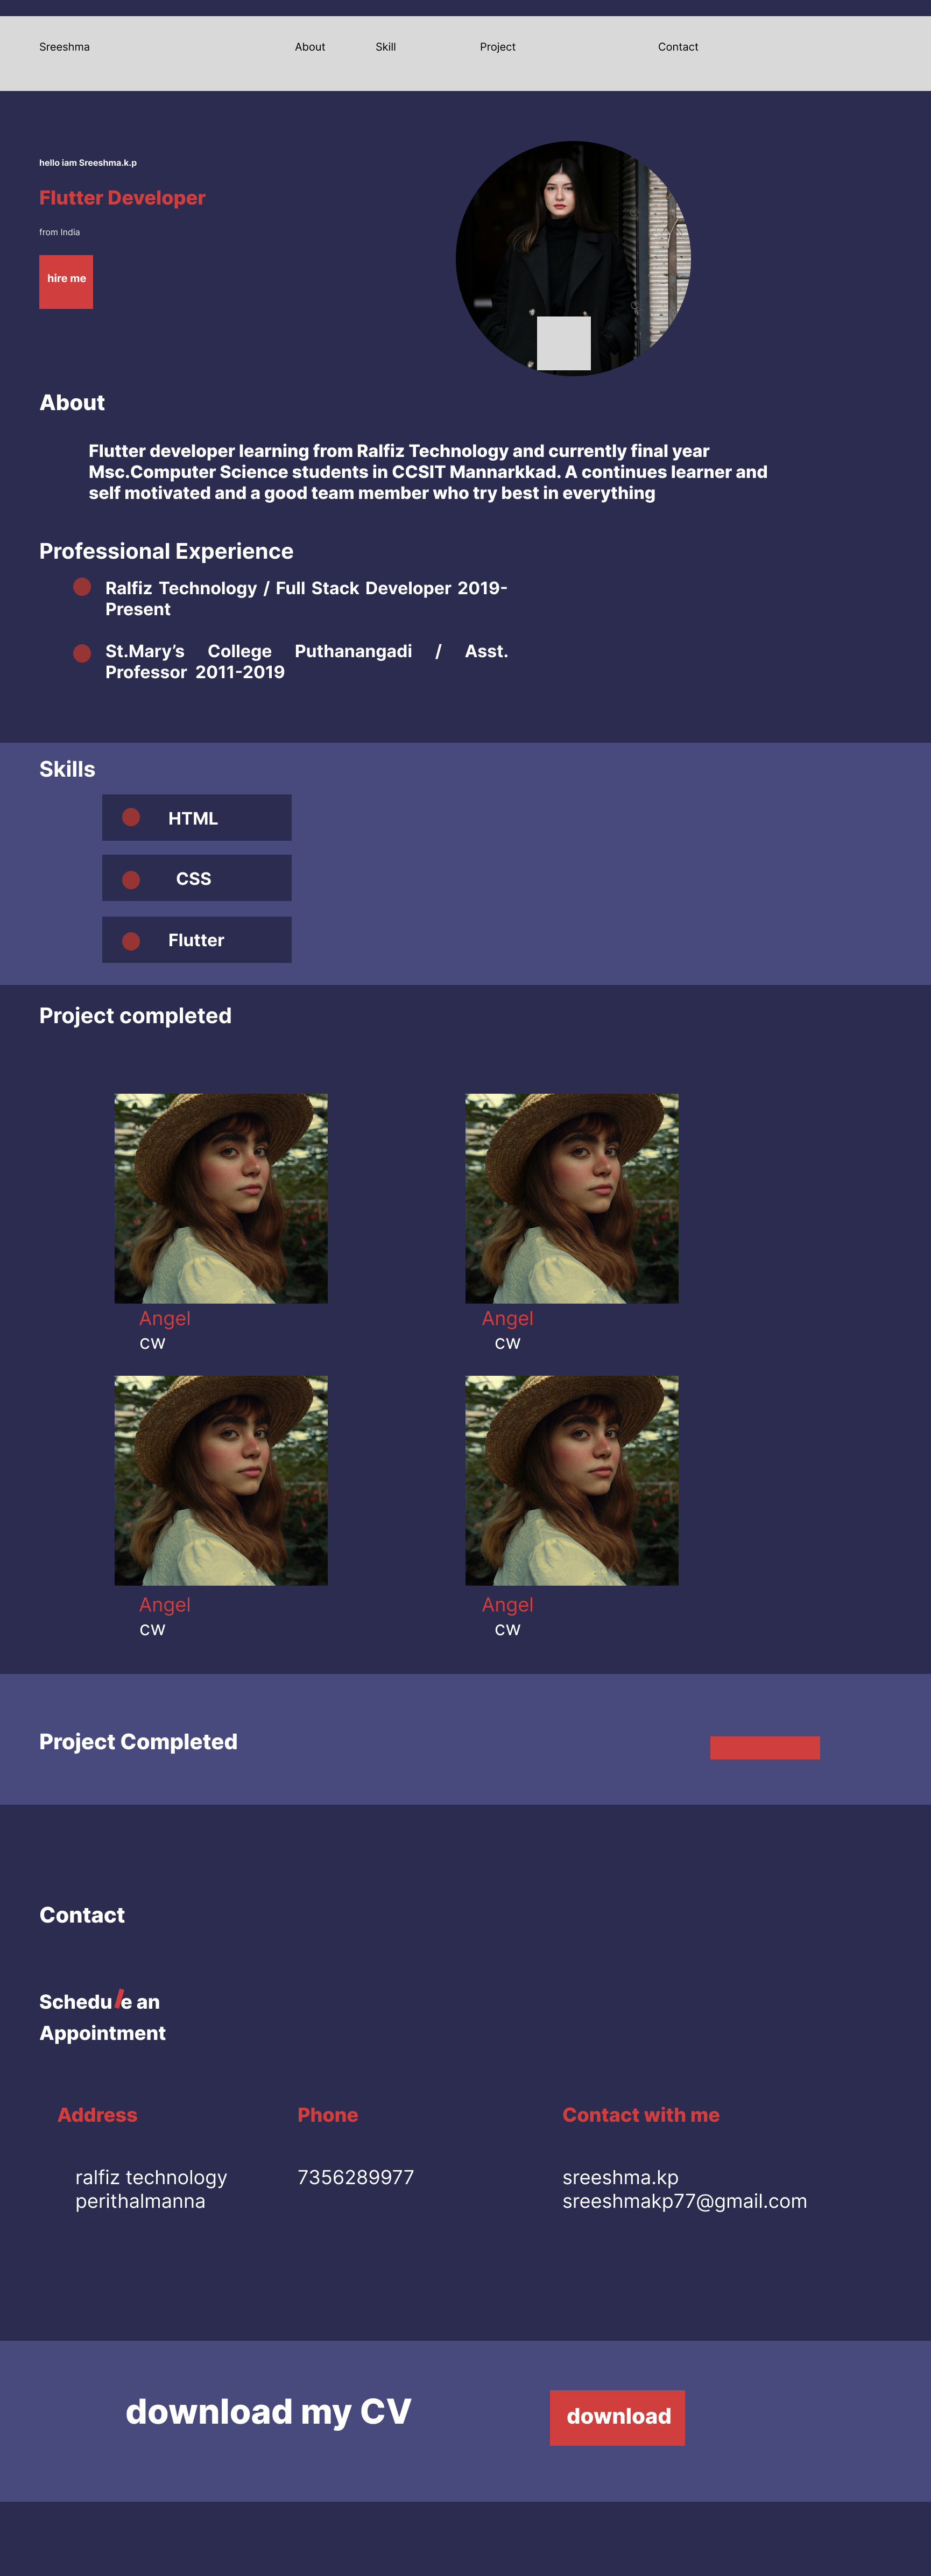 Sreeshma About Skill Project Contact
hello iam Sreeshma.k.p
Flutter Developer
from India
hire me
About
Flutter developer learning from Ralfiz Technology and currently final year
Msc.Computer Science students in CCSIT Mannarkkad. A continues learner and
self motivated and a good team member who try best in everything
Professional Experience
Ralfiz Technology / Full Stack Developer 2019-
Present
St.Mary’s College Puthanangadi / Asst.
Professor 2011-2019
Skills
HTML
CSS
Flutter
Project completed
Angel Angel
CW CW
Angel Angel
CW CW
Project Completed
Contact
Schedule an
Appointment
Address Phone Contact with me
ralfiz technology 7356289977 sreeshma.kp
perithalmanna sreeshmakp77@gmail.com
download my CV download